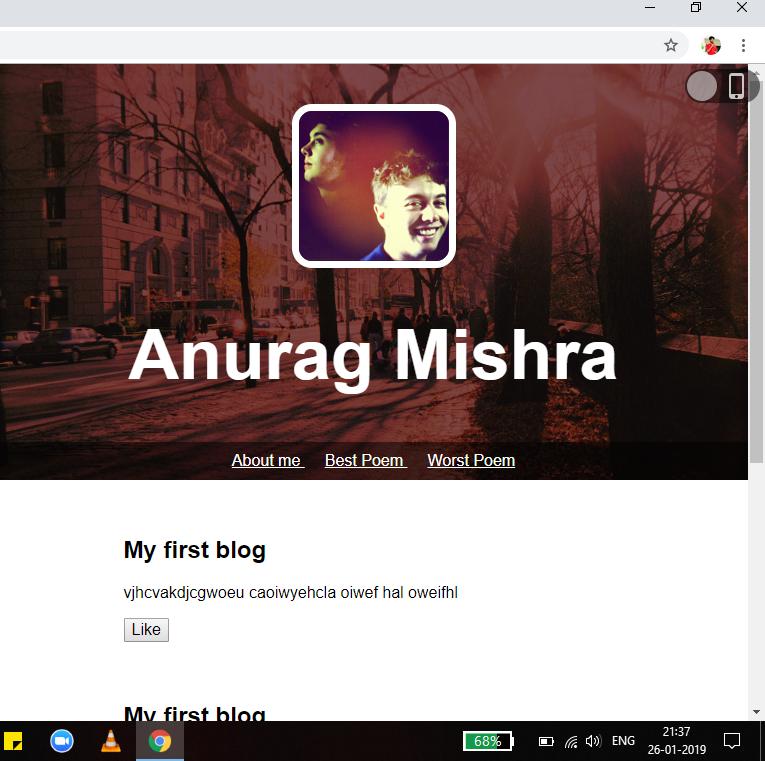 Anurag Mishra
About me Best Poem Worst Poem
My first blog
vjhcvakdjcgwoeu caoiwyehcla oiwef hal oweifhl
Like
My first blog
68% ENG 21:37
26-01-2019